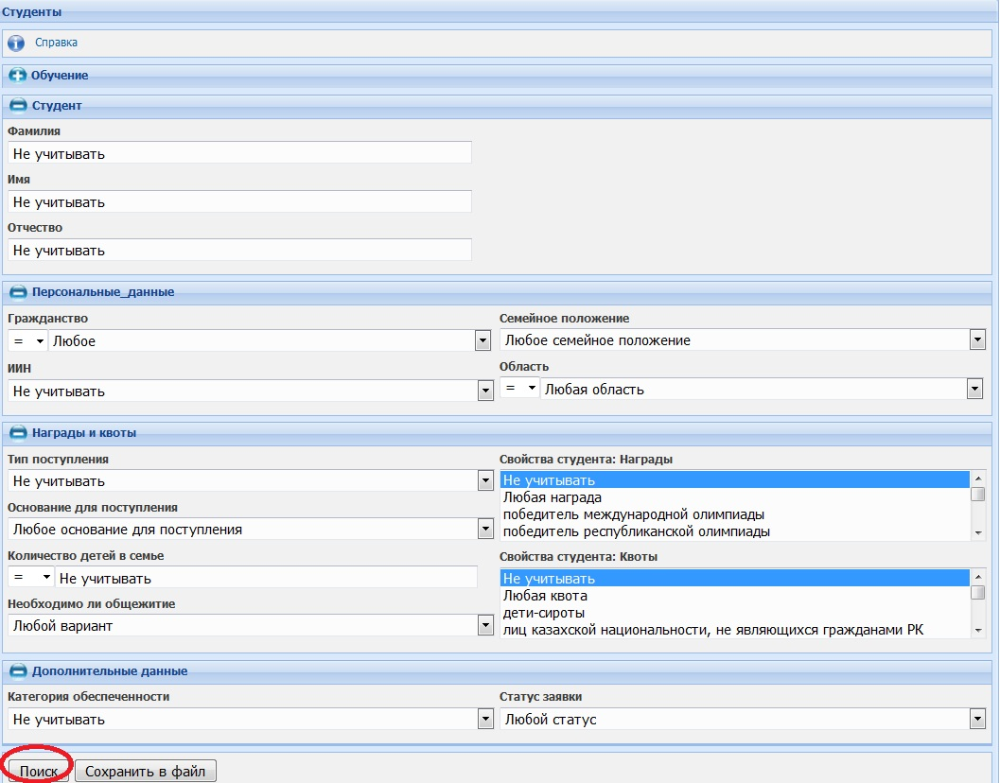 Студенты
Справка
Обучение
Студент
Фамилия
Не учитывать
Имя
Не учитывать
Отчество
Не учитывать
Персональные_данные
Гражданство
= Любое
Семейное положение
Любое семейное положение
ИИН
Не учитывать
Область
= Любая область
Награды и квоты
Тип поступления
Не учитывать
Основание для поступления
Любое основание для поступления
Количество детей в семье
= Не учитывать
Необходимо ли общежитие
Любой вариант
Свойства студента: Награды
Не учитывать
Любая награда
победитель международной олимпиады
победитель республиканской олимпиады
Свойства студента: Квоты
Не учитывать
Любая квота
дети-сироты
лиц казахской национальности, не являющихся гражданами РК
Дополнительные данные
Категория обеспеченности
Не учитывать
Статус заявки
Любой статус
Поиск Сохранить в файл